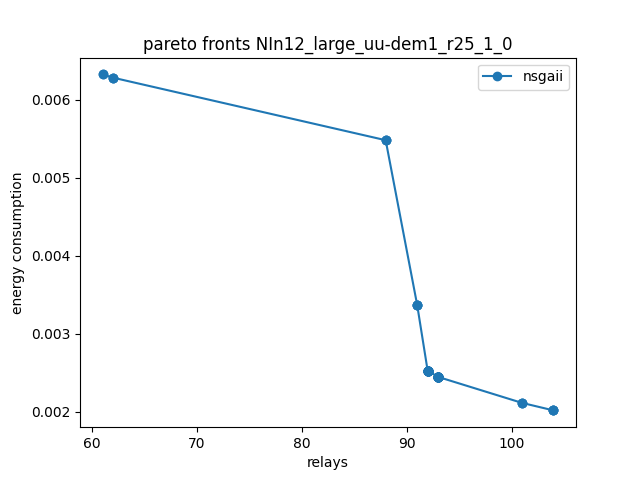 pareto fronts NIn12_large_uu-dem1_r25_1_0
nsgaii
0.006
0.005
0.004
0.003
0.002
energy consumption
60 70 80 90 100
relays